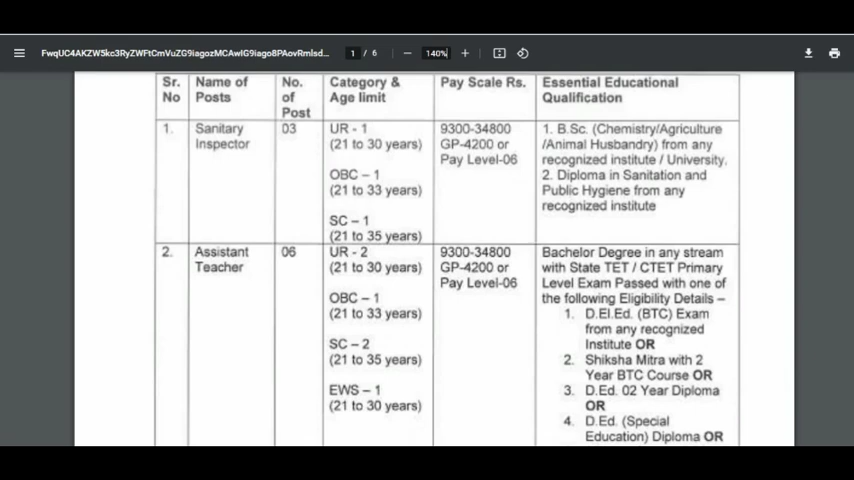 FwqUC4AKZW5kc3RyZWFtCmVuZG9iagozMCAwIG9iago8PAovRmlsd...
1 / 6
140%
Sr. No
Name of Posts
No. of Post
Category & Age limit
Pay Scale Rs.
Essential Educational Qualification
1.
Sanitary
Inspector
03
UR - 1
(21 to 30 years)
OBC – 1
(21 to 33 years)
SC – 1
(21 to 35 years)
9300-34800
GP-4200 or
Pay Level-06
1. B.Sc. (Chemistry/Agriculture
/Animal Husbandry) from any
recognized institute / University.
2. Diploma in Sanitation and
Public Hygiene from any
recognized institute
2.
Assistant
Teacher
06
UR - 2
(21 to 30 years)
OBC – 1
(21 to 33 years)
SC – 2
(21 to 35 years)
EWS – 1
(21 to 30 years)
9300-34800
GP-4200 or
Pay Level-06
Bachelor Degree in any stream
with State TET / CTET Primary
Level Exam Passed with one of
the following Eligibility Details –
1. D.El.Ed. (BTC) Exam
from any recognized
Institute OR
2. Shiksha Mitra with 2
Year BTC Course OR
3. D.Ed. 02 Year Diploma
OR
4. D.Ed. (Special
Education) Diploma OR